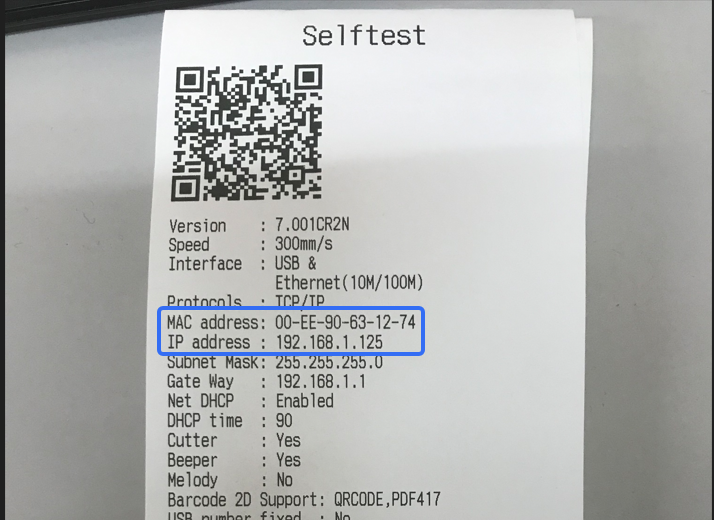 Selftest
Version : 7.001CR2N
Speed : 300mm/s
Interface : USB &
Ethernet(10M/100M)
Protocols : TCP/IP
MAC address: 00-EE-90-63-12-74
IP address : 192.168.1.125
Subnet Mask: 255.255.255.0
Gate Way : 192.168.1.1
Net DHCP : Enabled
DHCP time : 90
Cutter : Yes
Beeper : Yes
Melody : No
Barcode 2D Support: QRCODE,PDF417
USB number fixed : No